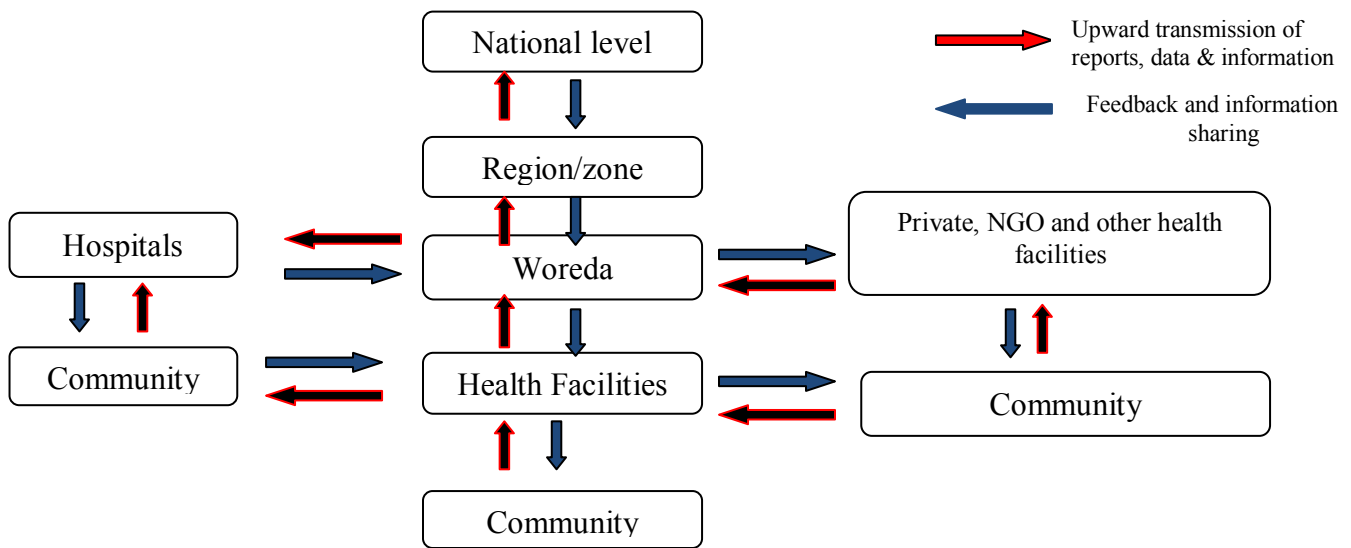 National level
Upward transmission of
reports, data & information
Feedback and information
sharing
Region/zone
Hospitals
Woreda
Private, NGO and other health
facilities
Community
Health Facilities
Community
Community